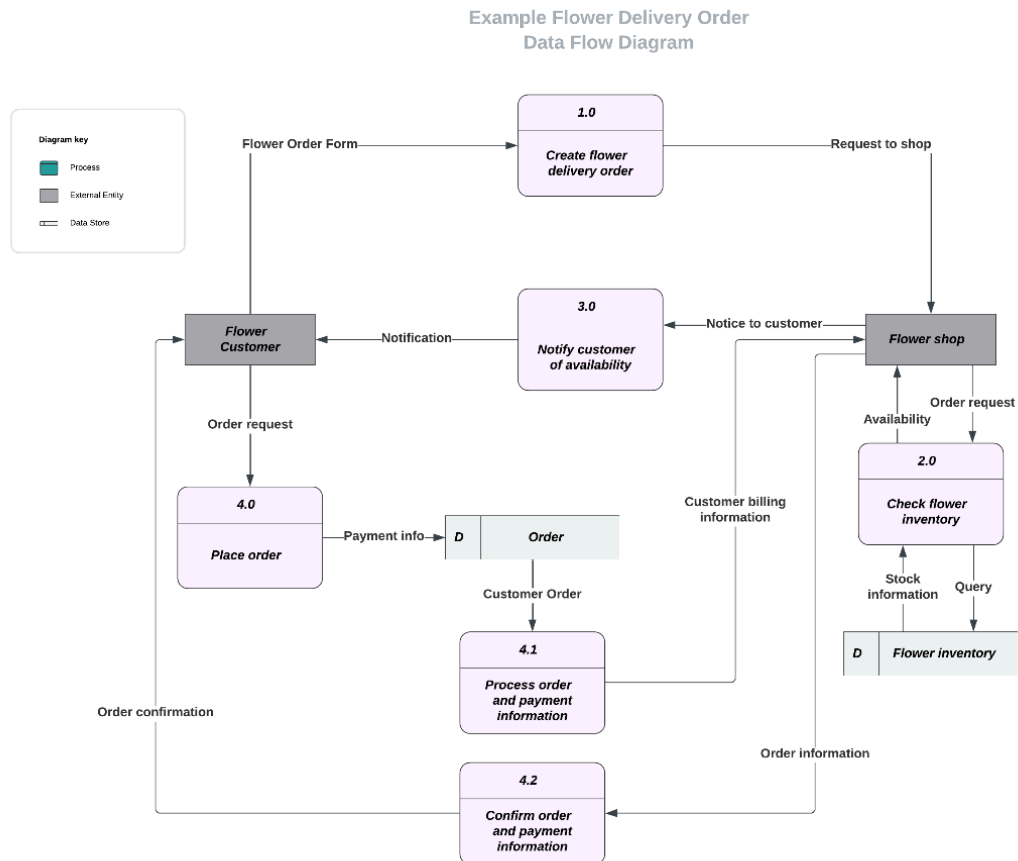 Example Flower Delivery Order
Data Flow Diagram
Diagram key
Process
External Entity
Data Store
Flower Order Form
1.0
Create flower
delivery order
Request to shop
Flower
Customer
Notification
3.0
Notify customer
of availability
Notice to customer
Flower shop
Order request
Availability
Order request
2.0
Check flower
inventory
4.0
Place order
Payment info
D
Order
Customer billing
information
Customer Order
Stock
information
Query
D
Flower inventory
4.1
Process order
and payment
information
Order confirmation
Order information
4.2
Confirm order
and payment
information